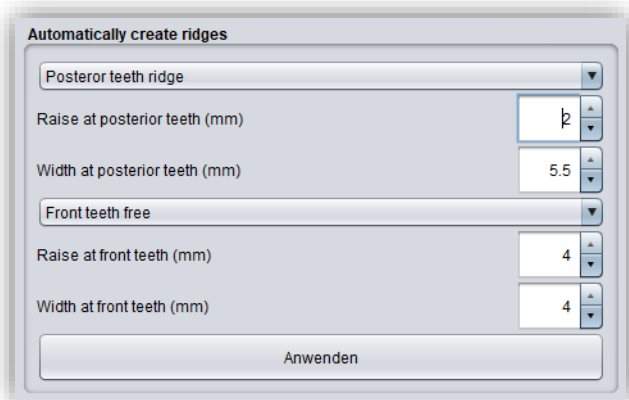 Automatically create ridges
Posteror teeth ridge
Raise at posterior teeth (mm) 2
Width at posterior teeth (mm) 5.5
Front teeth free
Raise at front teeth (mm) 4
Width at front teeth (mm) 4
Anwenden